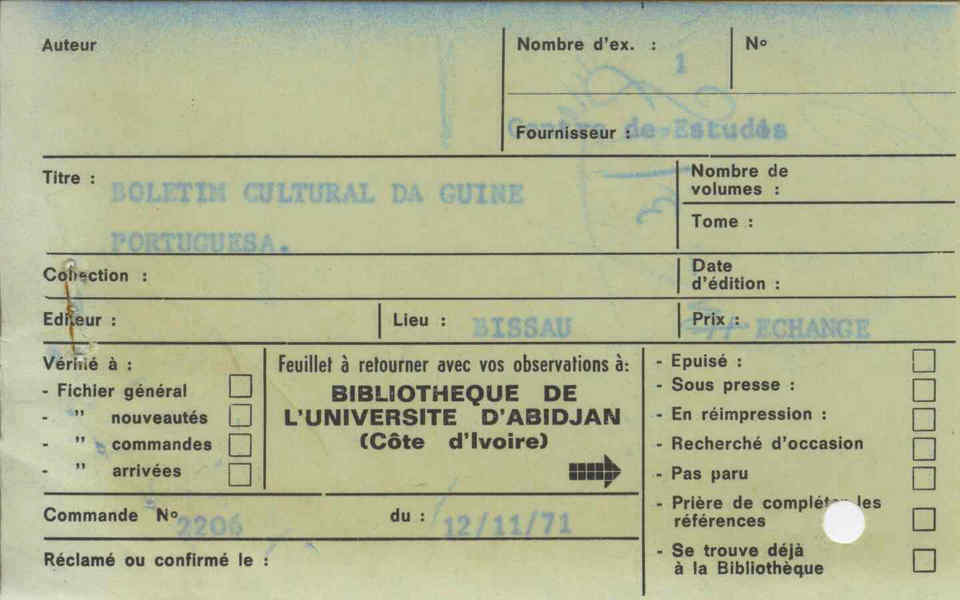 Auteur
Nombre d'ex. : 1
Nº
Fournisseur : Centro de Estudos
Titre : BOLETIM CULTURAL DA GUINE
PORTUGUESA.
Nombre de
volumes :
Tome :
Collection :
Date
d'édition :
Editeur :
Lieu : BISSAU
Prix : ECHANGE
Vérifié à :
- Fichier général
- " nouveautés
- " commandes
- " arrivées
Feuillet à retourner avec vos observations à:
BIBLIOTHEQUE DE
L'UNIVERSITE D'ABIDJAN
(Côte d'Ivoire)
- Epuisé :
- Sous presse :
- En réimpression :
- Recherché d'occasion
- Pas paru
- Prière de compléter les
références
- Se trouve déjà
à la Bibliothèque
Commande Nº 2206 du : 12/11/71
Réclamé ou confirmé le :